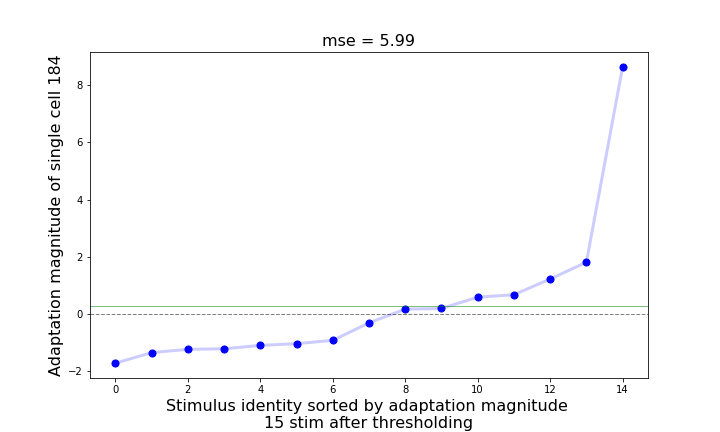 mse = 5.99
Adaptation magnitude of single cell 184
8
6
4
2
0
−2
0 2 4 6 8 10 12 14
Stimulus identity sorted by adaptation magnitude
15 stim after thresholding